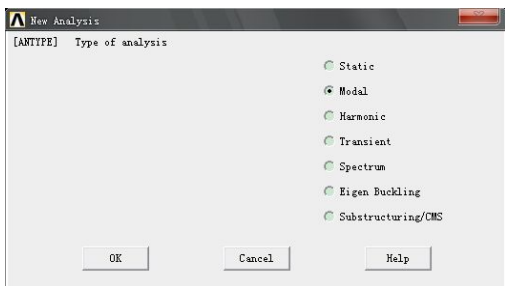 New Analysis
[ANTYPE] Type of analysis
Static
Modal
Harmonic
Transient
Spectrum
Eigen Buckling
Substructuring/CMS
OK Cancel Help